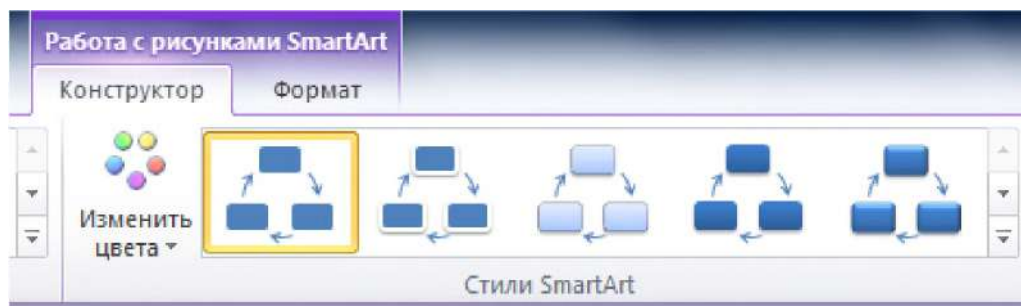 Работа с рисунками SmartArt
Конструктор Формат
Изменить
цвета
Стили SmartArt